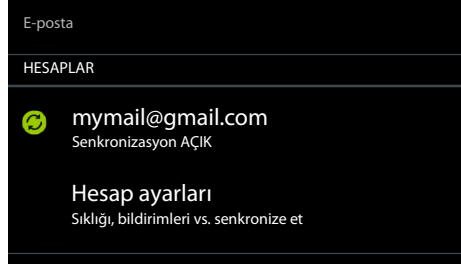 E-posta
HESAPLAR
mymail@gmail.com
Senkronizasyon AÇIK
Hesap ayarları
Sıklığı, bildirimleri vs. senkronize et